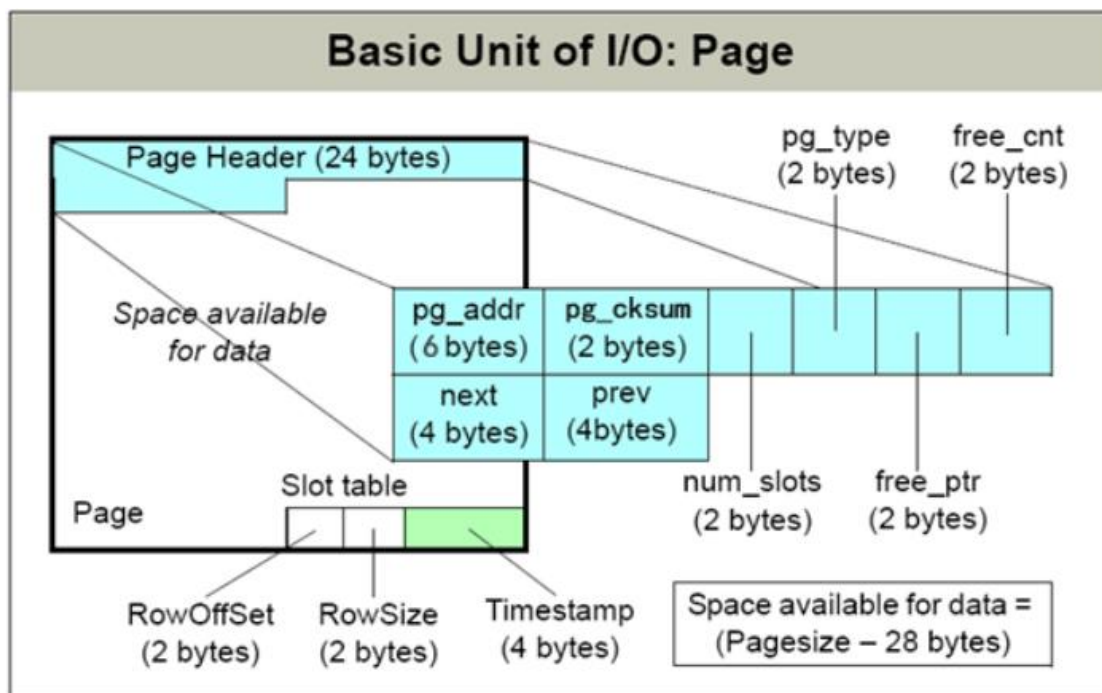 Basic Unit of I/O: Page
pg_type
(2 bytes)
free_cnt
(2 bytes)
Page Header (24 bytes)
Space available
for data
pg_addr
(6 bytes)
pg_cksum
(2 bytes)
next
(4 bytes)
prev
(4bytes)
num_slots
(2 bytes)
free_ptr
(2 bytes)
Slot table
Page
RowOffSet
(2 bytes)
RowSize
(2 bytes)
Timestamp
(4 bytes)
Space available for data =
(Pagesize – 28 bytes)